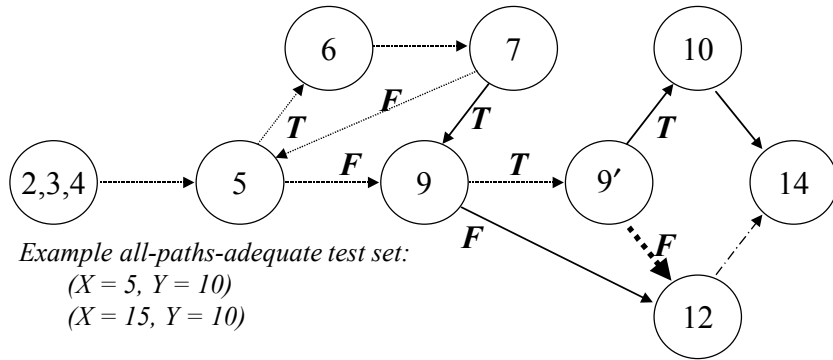 6
7
10
F
T
T
T
2,3,4
5
F
9
T
9′
14
F
F
Example all-paths-adequate test set:
(X = 5, Y = 10)
(X = 15, Y = 10)
12